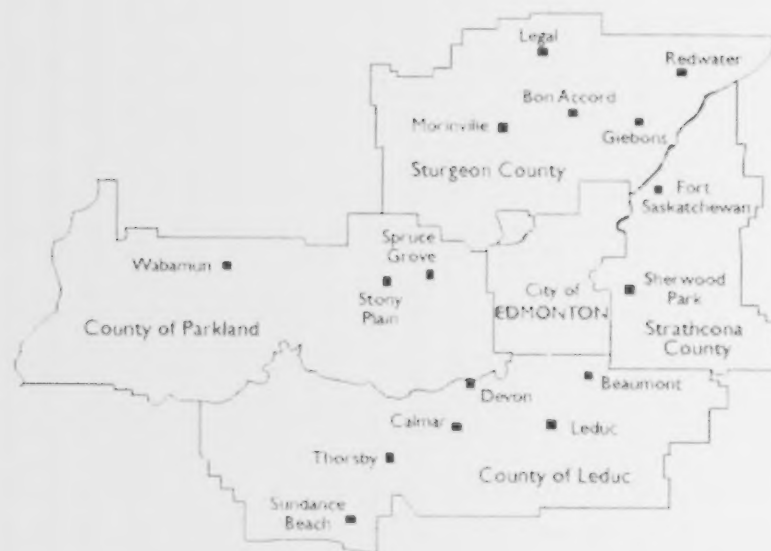 Legal
Redwater
Bon Accord
Morinville
Giebons
Sturgeon County
Fort
Saskatchewan
Spruce
Grove
Wabamun
Stony
Plain
City of
EDMONTON
Sherwood
Park
County of Parkland
Strathcona
County
Devon
Beaumont
Calmar
Leduc
Thorsby
County of Leduc
Sundance
Beach